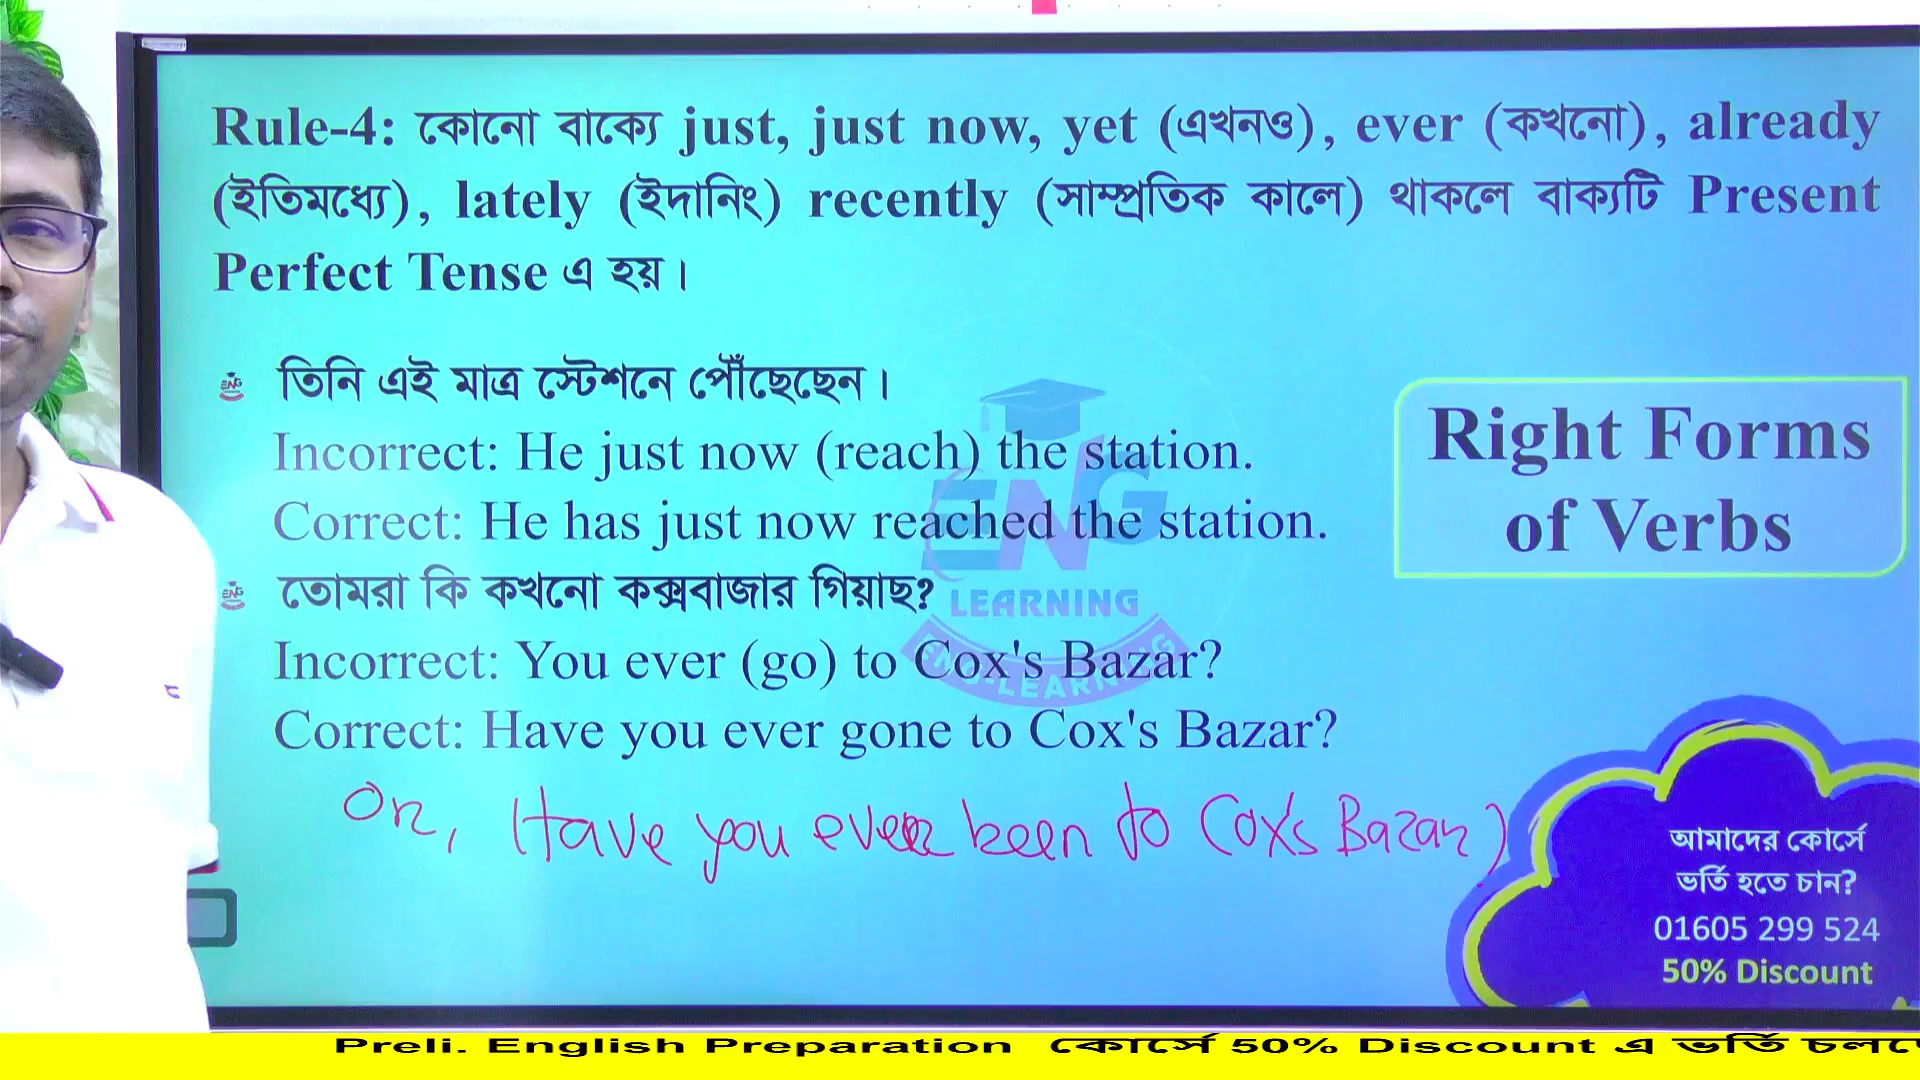 Rule-4: কোনো বাক্যে just, just now, yet (এখনও), ever (কখনো), already
(ইতিমধ্যে), lately (ইদানিং) recently (সাম্প্রতিক কালে) থাকলে বাক্যটি Present
Perfect Tense এ হয়।
তিনি এই মাত্র স্টেশনে পৌঁছেছেন।
Incorrect: He just now (reach) the station.
Correct: He has just now reached the station.
তোমরা কি কখনো কক্সবাজার গিয়াছ?
Incorrect: You ever (go) to Cox's Bazar?
Correct: Have you ever gone to Cox's Bazar?
Or, Have you ever been to Cox's Bazar?
Right Forms
of Verbs
ENG
LEARNING
আমাদের কোর্সে
ভর্তি হতে চান?
01605 299 524
50% Discount
Preli. English Preparation কোর্সে 50% Discount এ ভর্তি